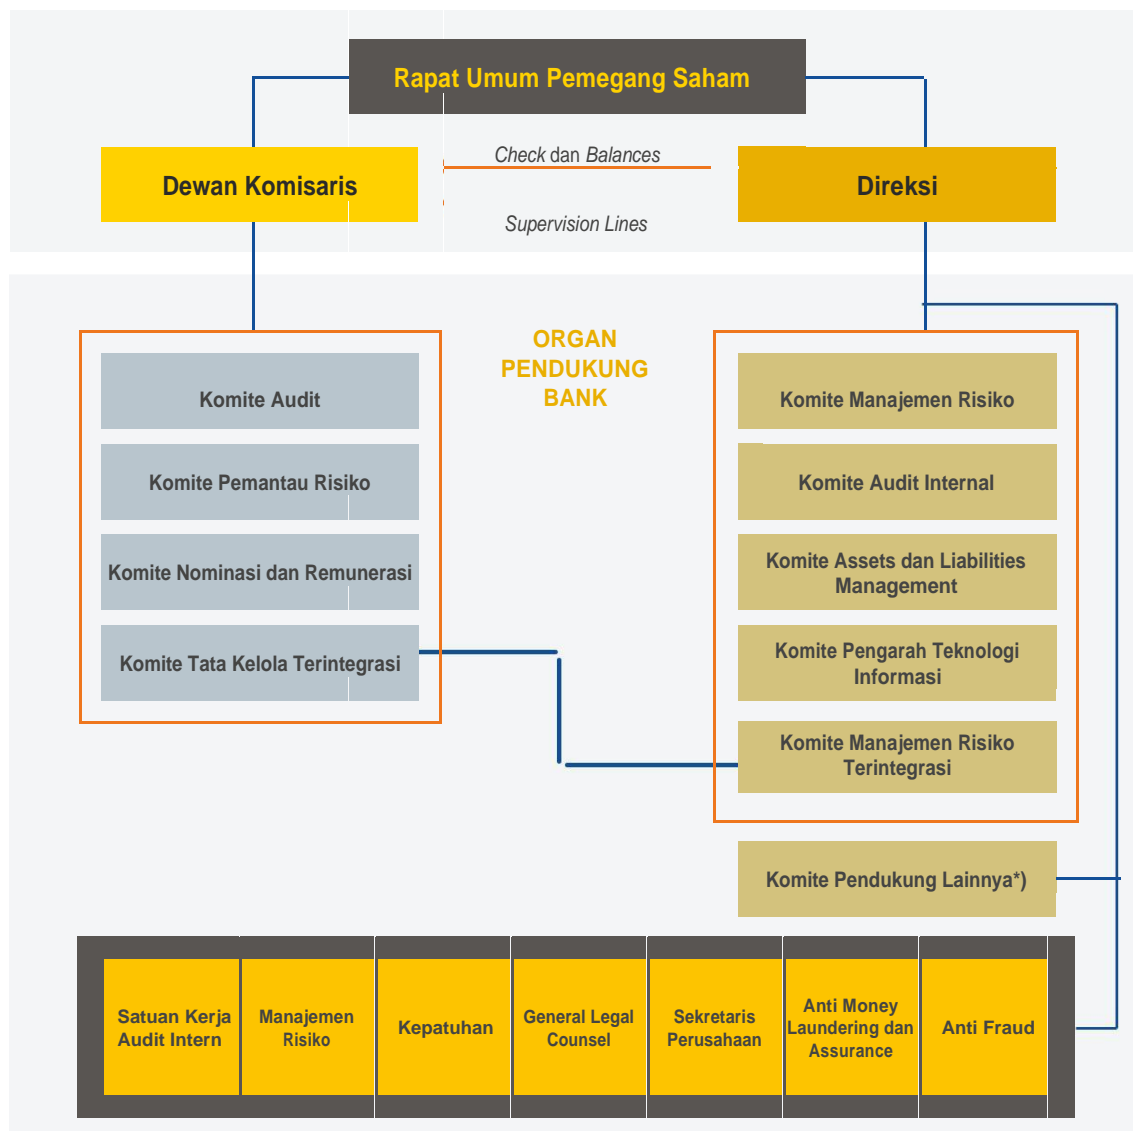 Rapat Umum Pemegang Saham
Check dan Balances
Dewan Komisaris
Direksi
Supervision Lines
ORGAN
PENDUKUNG
BANK
Komite Audit
Komite Pemantau Risiko
Komite Nominasi dan Remunerasi
Komite Tata Kelola Terintegrasi
Komite Manajemen Risiko
Komite Audit Internal
Komite Assets dan Liabilities
Management
Komite Pengarah Teknologi
Informasi
Komite Manajemen Risiko
Terintegrasi
Komite Pendukung Lainnya*)
Satuan Kerja
Audit Intern
Manajemen
Risiko
Kepatuhan
General Legal
Counsel
Sekretaris
Perusahaan
Anti Money
Laundering dan
Assurance
Anti Fraud